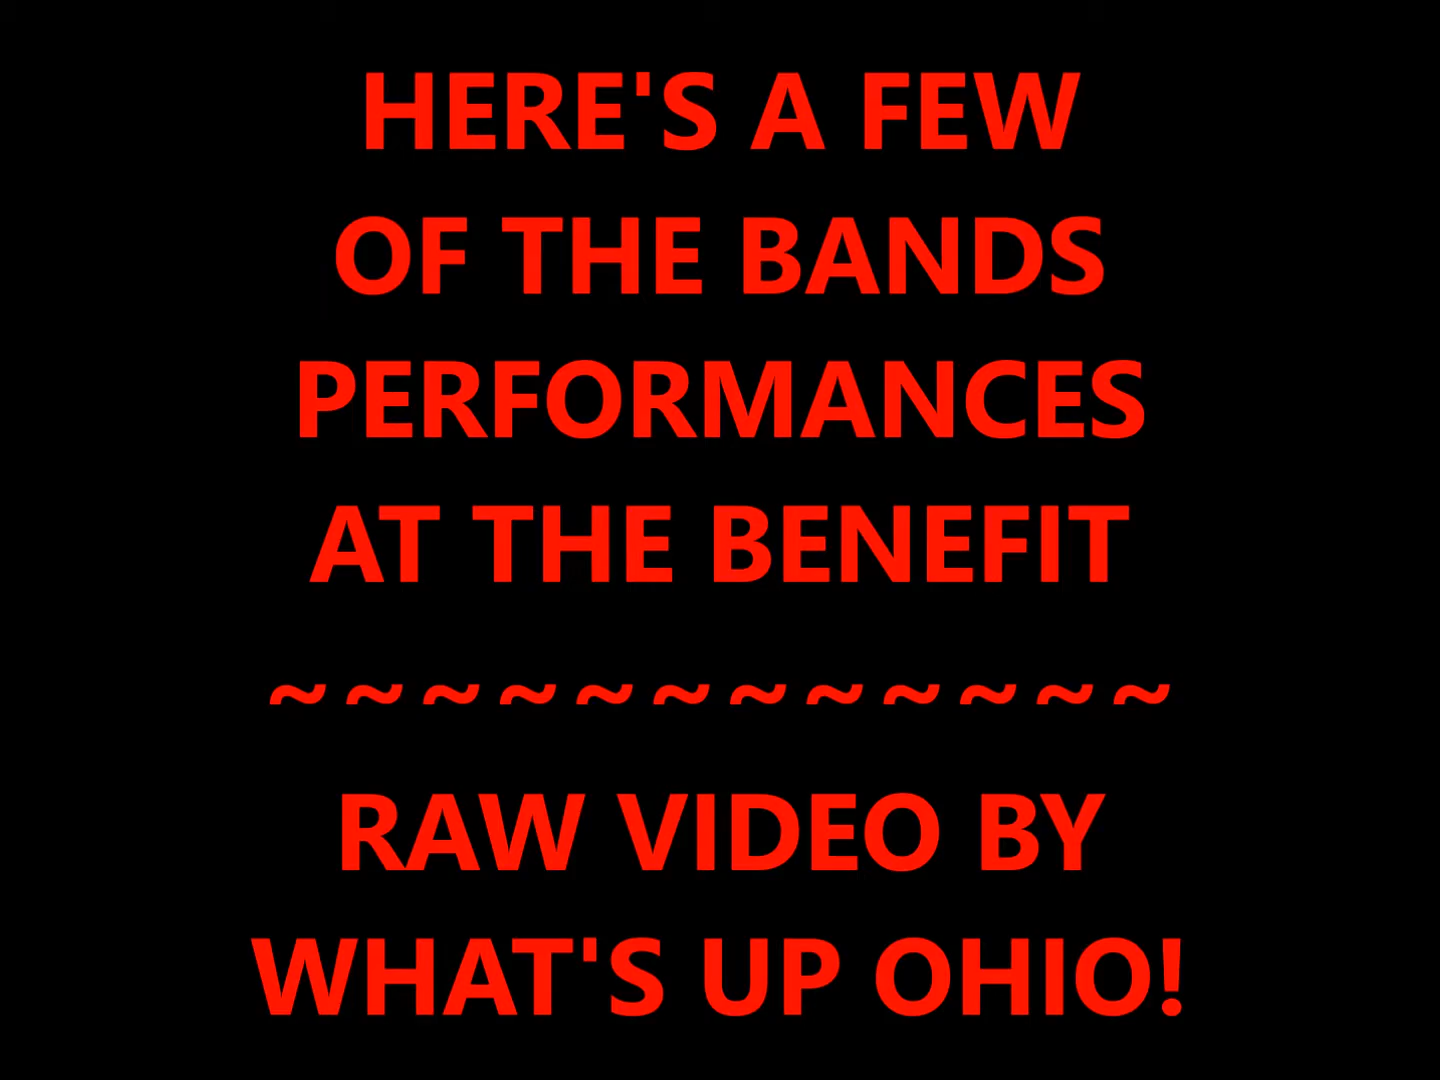 HERE'S A FEW
OF THE BANDS
PERFORMANCES
AT THE BENEFIT
~~~~~~~~~~~~
RAW VIDEO BY
WHAT'S UP OHIO!